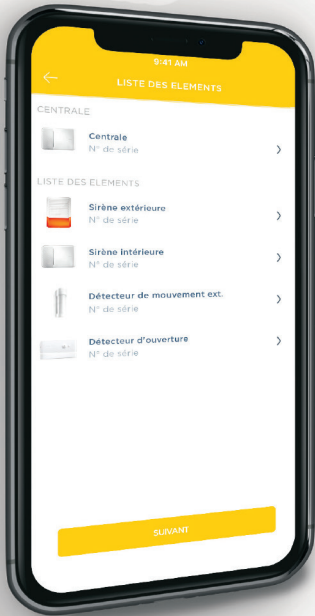 9:41 AM
LISTE DES ELEMENTS
CENTRALE
Centrale
N° de série
LISTE DES ELEMENTS
Sirène extérieure
N° de série
Sirène intérieure
N° de série
Détecteur de mouvement ext.
N° de série
Détecteur d'ouverture
N° de série
SUIVANT